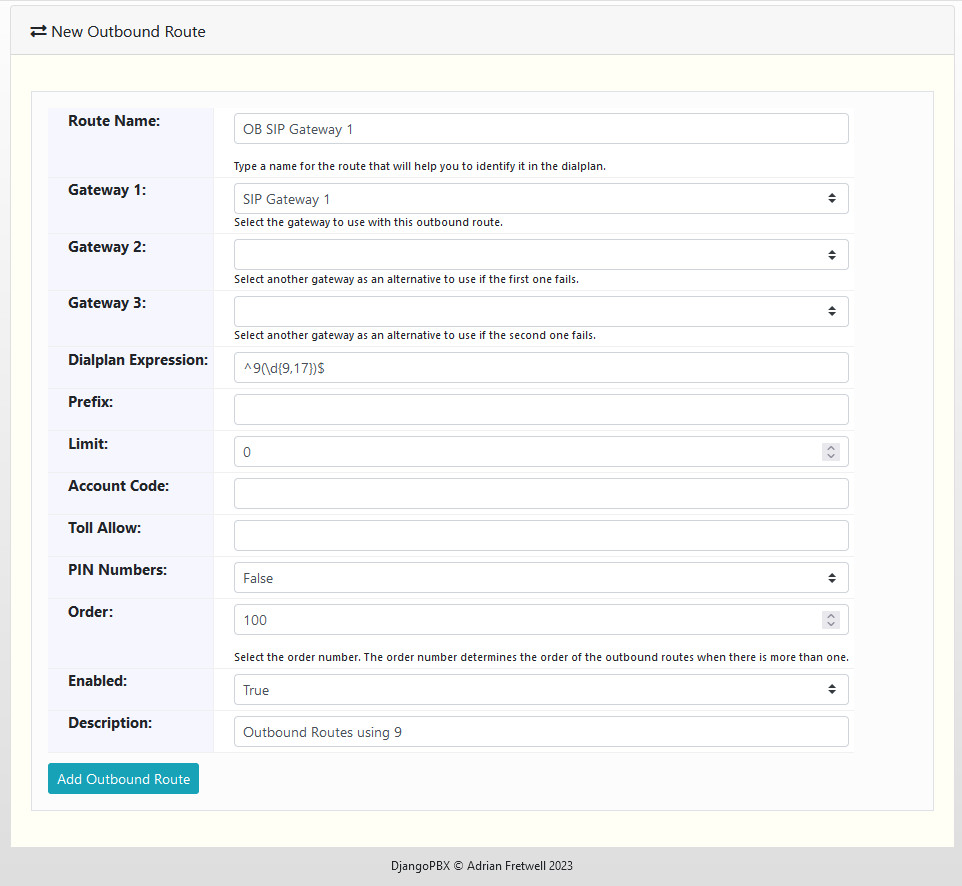 New Outbound Route
Route Name:
OB SIP Gateway 1
Type a name for the route that will help you to identify it in the dialplan.
Gateway 1:
SIP Gateway 1
Select the gateway to use with this outbound route.
Gateway 2:
Select another gateway as an alternative to use if the first one fails.
Gateway 3:
Select another gateway as an alternative to use if the second one fails.
Dialplan Expression:
^9(\d{9,17})$
Prefix:
Limit:
0
Account Code:
Toll Allow:
PIN Numbers:
False
Order:
100
Select the order number. The order number determines the order of the outbound routes when there is more than one.
Enabled:
True
Description:
Outbound Routes using 9
Add Outbound Route
DjangoPBX © Adrian Fretwell 2023